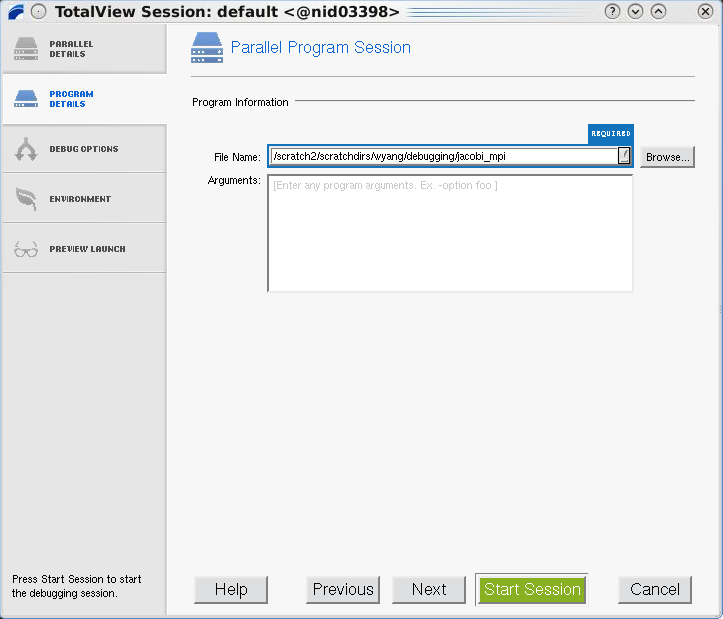 TotalView Session: default <@nid03398>
PARALLEL
DETAILS
PROGRAM
DETAILS
DEBUG OPTIONS
ENVIRONMENT
PREVIEW LAUNCH
Press Start Session to start
the debugging session.
Parallel Program Session
Program Information
REQUIRED
File Name: /scratch2/scratchdirs/wyang/debugging/jacobi_mpi Browse...
Arguments: [Enter any program arguments. Ex. -option foo ]
Help Previous Next Start Session Cancel